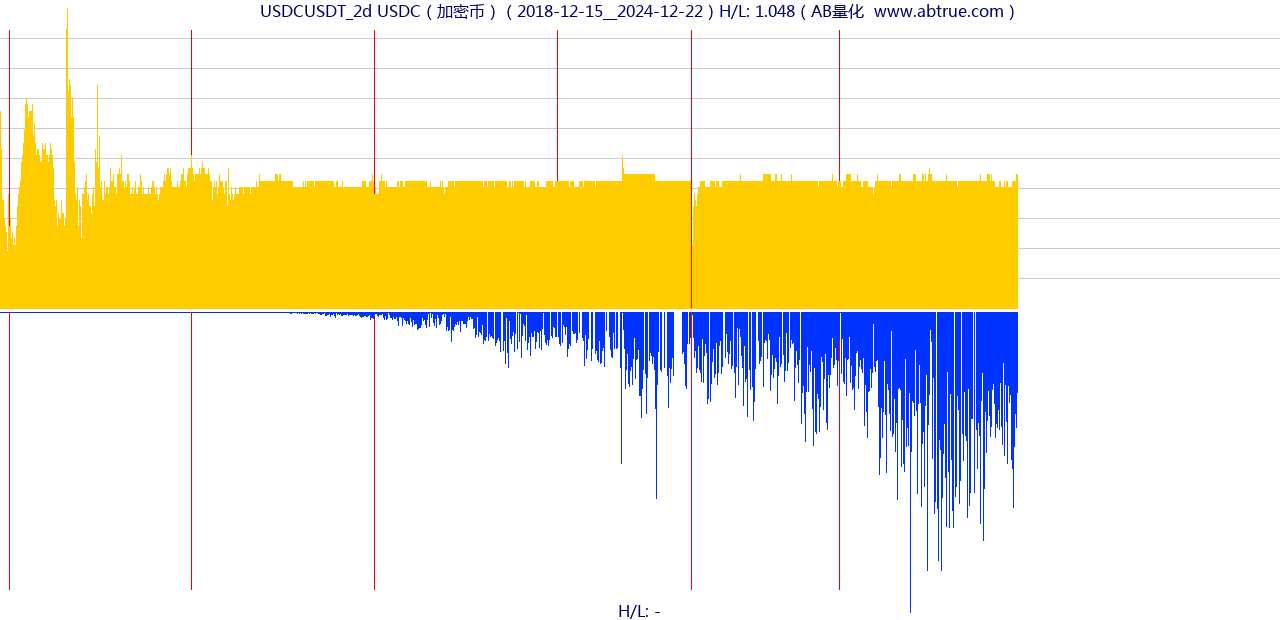 USDCUSDT_2d USDC（加密币）（2018-12-15__2024-12-22）H/L: 1.048（AB量化 www.abtrue.com）
H/L: -